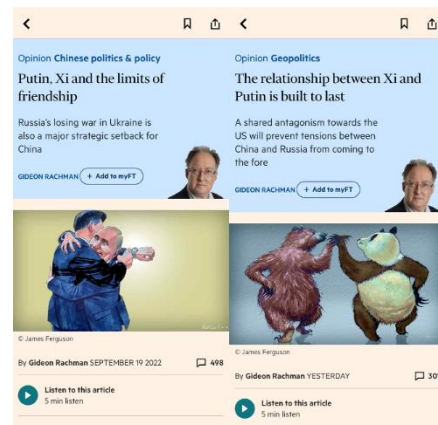 Opinion Chinese politics & policy
Putin, Xi and the limits of
friendship
Russia's losing war in Ukraine is
also a major strategic setback for
China
GIDEON RACHMAN + Add to myFT
© James Ferguson
By Gideon Rachman SEPTEMBER 19 2022 498
Listen to this article
5 min listen
Opinion Geopolitics
The relationship between Xi and
Putin is built to last
A shared antagonism towards the
US will prevent tensions between
China and Russia from coming to
the fore
GIDEON RACHMAN + Add to myFT
© James Ferguson
By Gideon Rachman YESTERDAY
Listen to this article
5 min listen